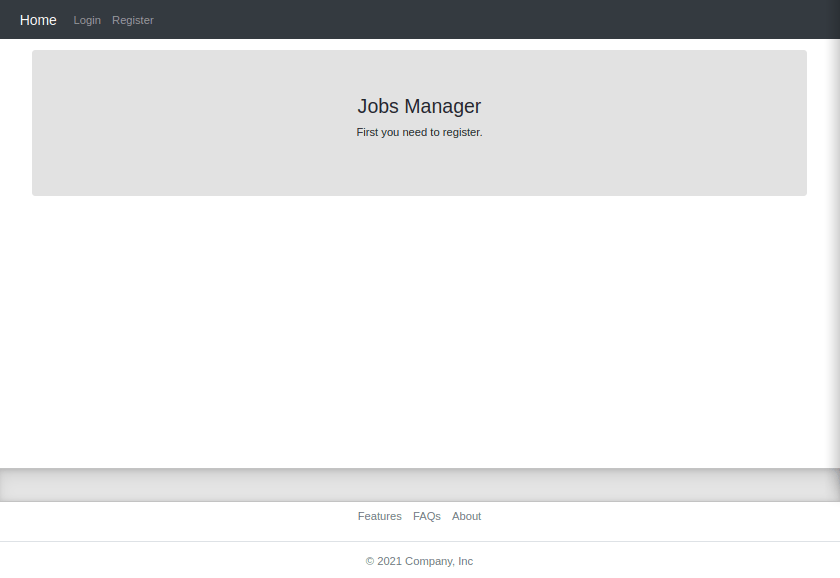 Home Login Register
Jobs Manager
First you need to register.
Features FAQs About
© 2021 Company, Inc